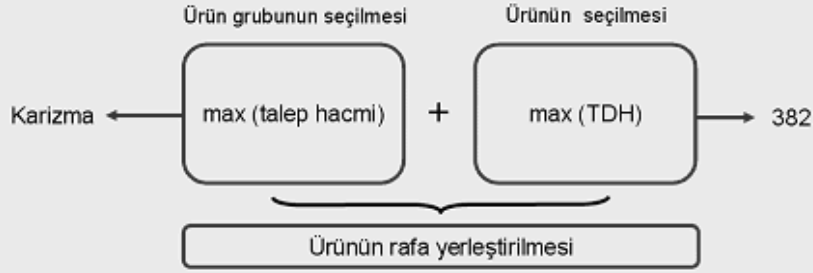 Ürün grubunun seçilmesi
Ürünün seçilmesi
Karizma
max (talep hacmi)
+
max (TDH)
382
Ürünün rafa yerleştirilmesi